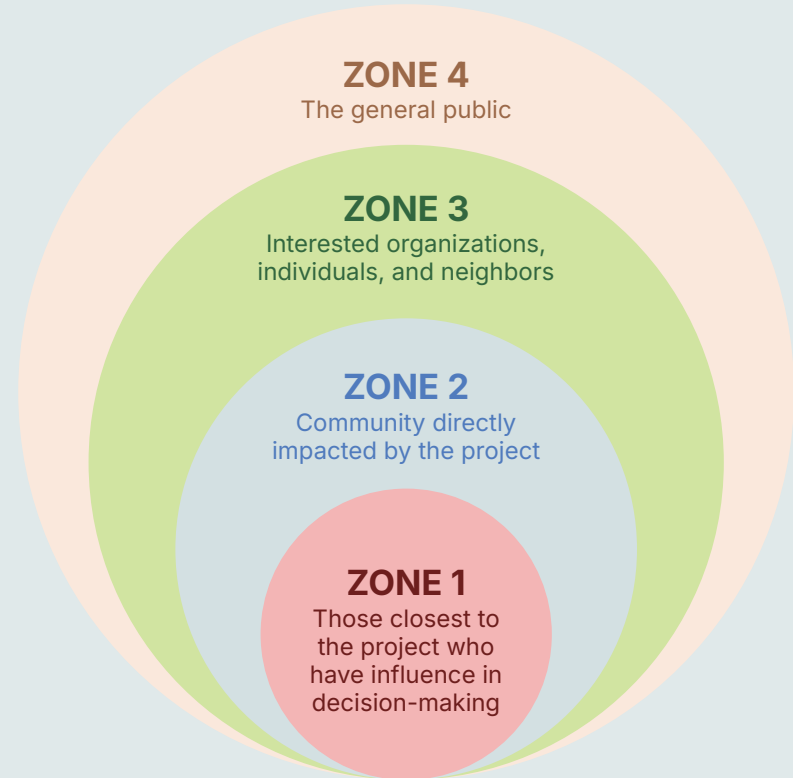 ZONE 4
The general public
ZONE 3
Interested organizations,
individuals, and neighbors
ZONE 2
Community directly
impacted by the project
ZONE 1
Those closest to
the project who
have influence in
decision-making